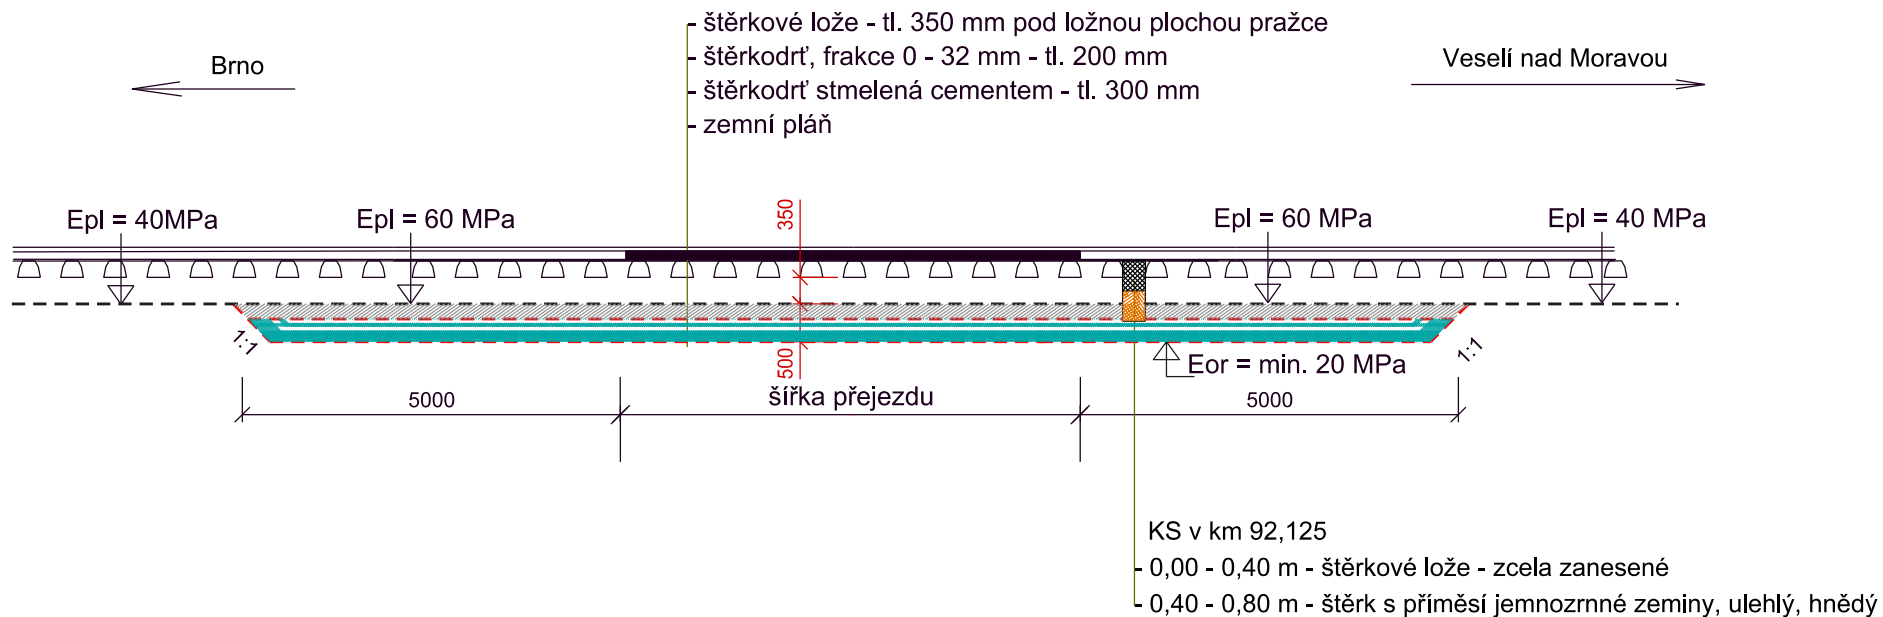 - štěrkové lože - tl. 350 mm pod ložnou plochou pražce
- štěrkodrť, frakce 0 - 32 mm - tl. 200 mm
- štěrkodrť stmelená cementem - tl. 300 mm
- zemní pláň
Brno
Veselí nad Moravou
Epl = 40MPa
Epl = 60 MPa
350
Epl = 60 MPa
Epl = 40 MPa
1:1
500
Eor = min. 20 MPa
1:1
5000
šířka přejezdu
5000
KS v km 92,125
- 0,00 - 0,40 m - štěrkové lože - zcela zanesené
- 0,40 - 0,80 m - štěrk s příměsí jemnozrnné zeminy, ulehlý, hnědý